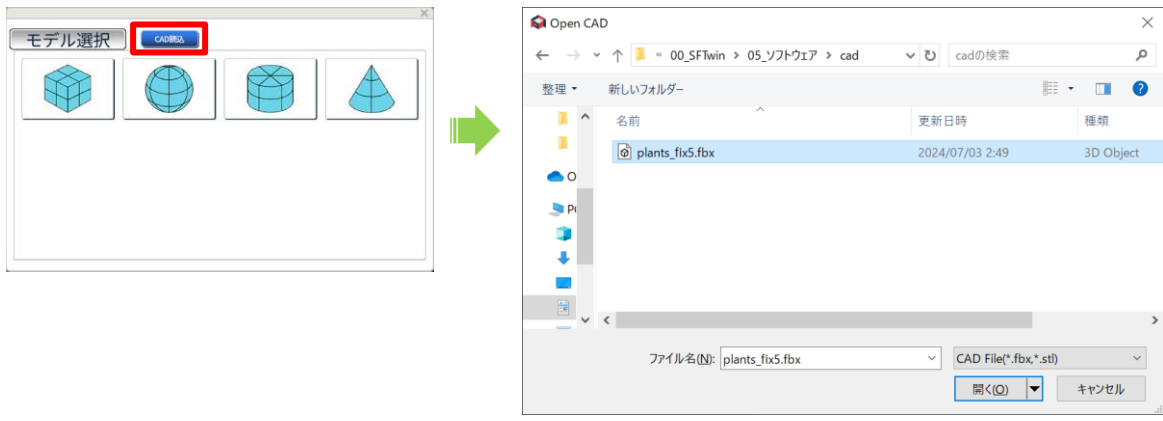 モデル選択
CAD読込
Open CAD
« 00_SFTwin › 05_ソフトウェア › cad
cadの検索
整理
新しいフォルダー
名前
更新日時
種類
plants_fix5.fbx
2024/07/03 2:49
3D Object
O
ファイル名(N):
plants_fix5.fbx
CAD File(*.fbx,*.stl)
開く(O)
キャンセル